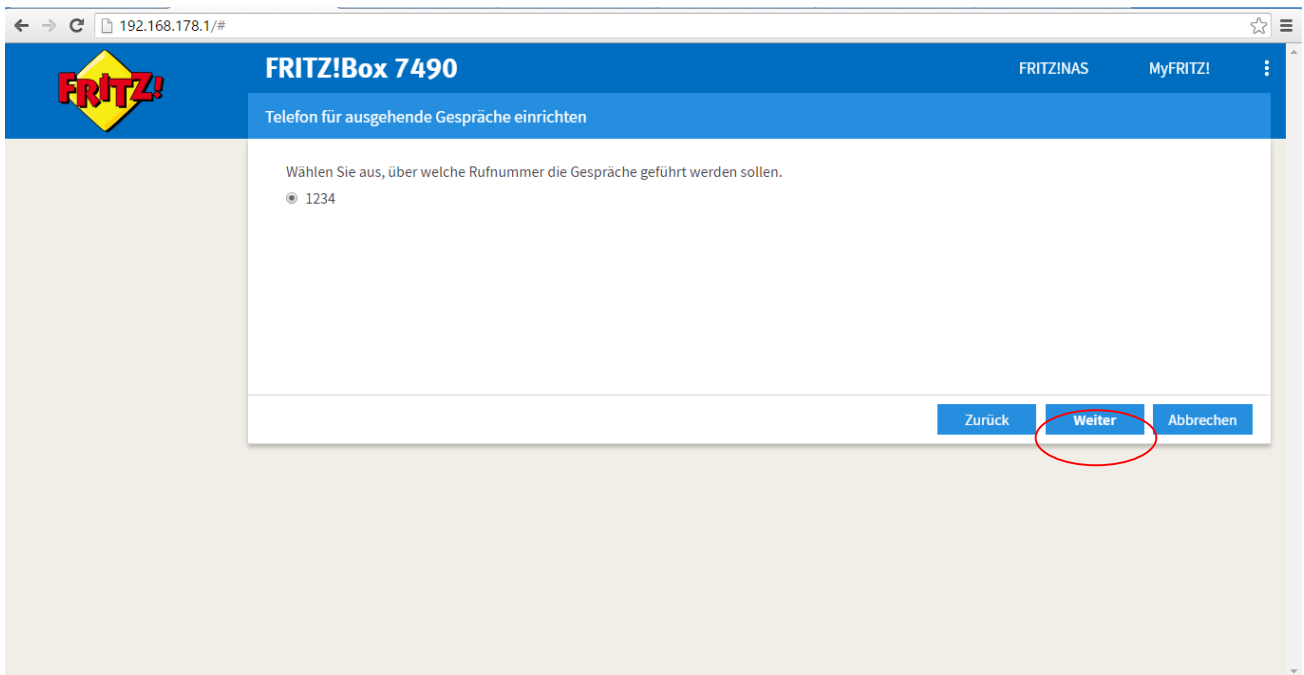 192.168.178.1/#
FRITZ!
FRITZ!Box 7490
FRITZ!NAS
MyFRITZ!
Telefon für ausgehende Gespräche einrichten
Wählen Sie aus, über welche Rufnummer die Gespräche geführt werden sollen.
1234
Zurück
Weiter
Abbrechen